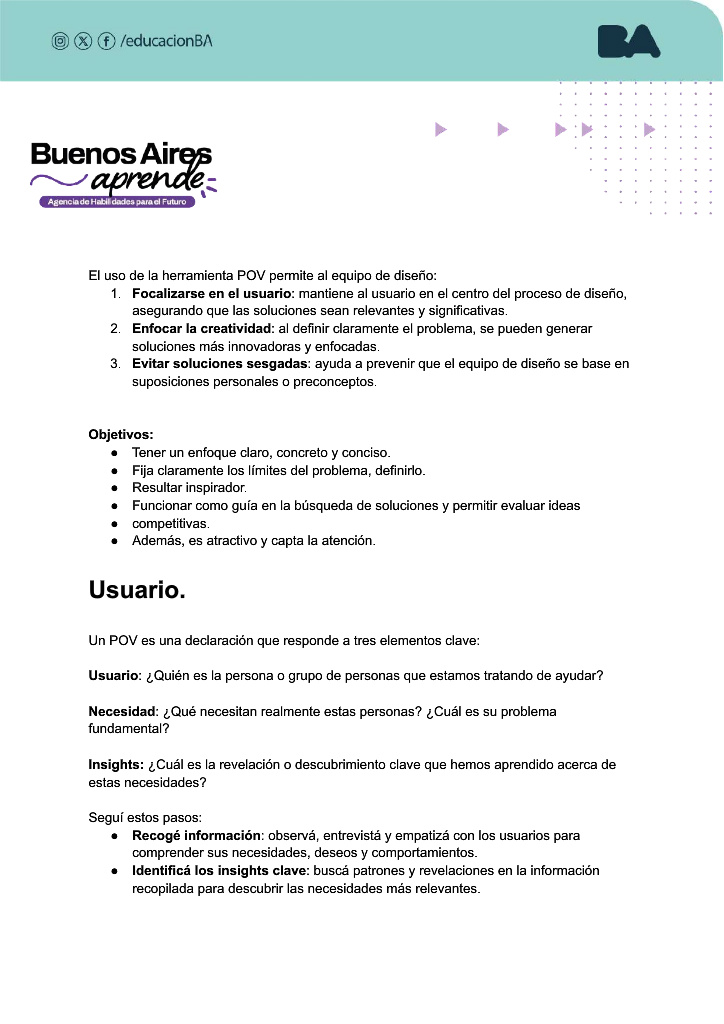 /educacionBA
BA
Buenos Aires
aprende
Agencia de Habilidades para el Futuro
El uso de la herramienta POV permite al equipo de diseño:
1. Focalizarse en el usuario: mantiene al usuario en el centro del proceso de diseño,
asegurando que las soluciones sean relevantes y significativas.
2. Enfocar la creatividad: al definir claramente el problema, se pueden generar
soluciones más innovadoras y enfocadas.
3. Evitar soluciones sesgadas: ayuda a prevenir que el equipo de diseño se base en
suposiciones personales o preconceptos.
Objetivos:
● Tener un enfoque claro, concreto y conciso.
● Fija claramente los límites del problema, definirlo.
● Resultar inspirador.
● Funcionar como guía en la búsqueda de soluciones y permitir evaluar ideas
● competitivas.
● Además, es atractivo y capta la atención.
Usuario.
Un POV es una declaración que responde a tres elementos clave:
Usuario: ¿Quién es la persona o grupo de personas que estamos tratando de ayudar?
Necesidad: ¿Qué necesitan realmente estas personas? ¿Cuál es su problema
fundamental?
Insights: ¿Cuál es la revelación o descubrimiento clave que hemos aprendido acerca de
estas necesidades?
Seguí estos pasos:
● Recogé información: observá, entrevistá y empatizá con los usuarios para
comprender sus necesidades, deseos y comportamientos.
● Identificá los insights clave: buscá patrones y revelaciones en la información
recopilada para descubrir las necesidades más relevantes.